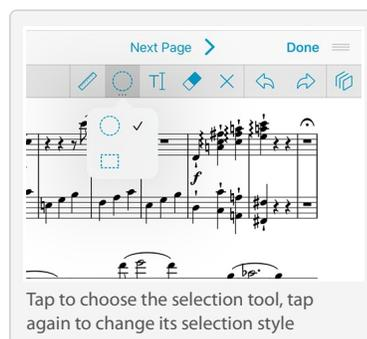 Next Page
Done
Tap to choose the selection tool, tap
again to change its selection style